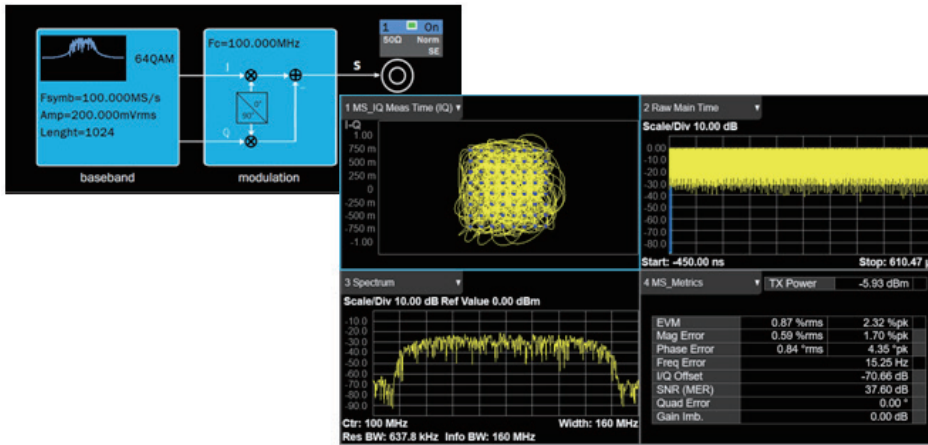 1 On
50Ω Norm
SE
64QAM
Fsymb=100.000MS/s
Amp=200.000mVrms
Lenght=1024
baseband
Fc=100.000MHz
I
0°
90°
Q
modulation
S
1 MS_IQ Meas Time (IQ)
I-Q
1.00
750 m
500 m
250 m
0
-250 m
-500 m
-750 m
-1.00
2 Raw Main Time
Scale/Div 10.00 dB
0.00
-10.0
-20.0
-30.0
-40.0
-50.0
-60.0
-70.0
-80.0
Start: -450.00 ns Stop: 610.47
3 Spectrum
Scale/Div 10.00 dB Ref Value 0.00 dBm
-10.0
-20.0
-30.0
-40.0
-50.0
-60.0
-70.0
-80.0
-90.0
Ctr: 100 MHz Width: 160 MHz
Res BW: 637.8 kHz Info BW: 160 MHz
4 MS_Metrics TX Power -5.93 dBm
EVM 0.87 %rms 2.32 %pk
Mag Error 0.59 %rms 1.70 %pk
Phase Error 0.84 °rms 4.35 °pk
Freq Error 15.25 Hz
I/Q Offset -70.66 dB
SNR (MER) 37.60 dB
Quad Error 0.00 °
Gain Imb. 0.00 dB